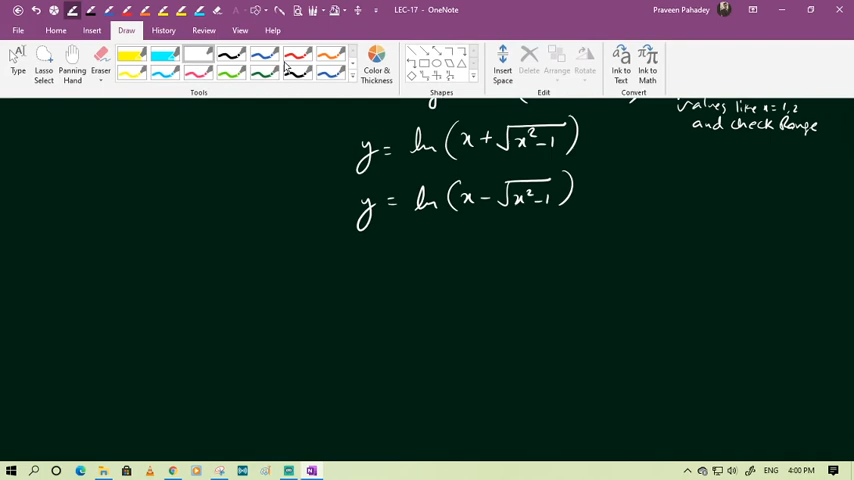 LEC-17 - OneNote
Praveen Pahadey
File Home Insert Draw History Review View Help
Type Lasso Select Panning Hand Eraser Color & Thickness Insert Space Delete Arrange Rotate Ink to Text Ink to Math
Tools Shapes Edit Convert
values like x = 1, 2
and check Range
y = ln(x + √(x² - 1))
y = ln(x - √(x² - 1))
ENG 4:00 PM